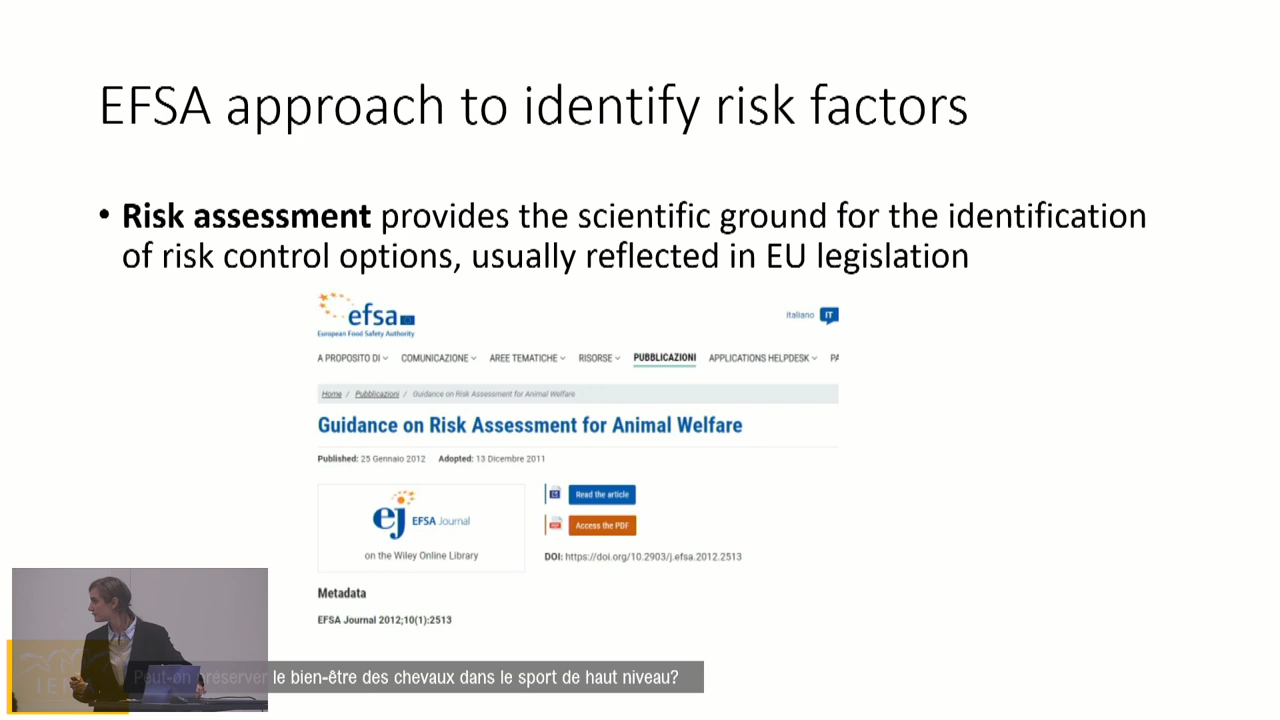 EFSA approach to identify risk factors
• Risk assessment provides the scientific ground for the identification
of risk control options, usually reflected in EU legislation
efsa
European Food Safety Authority
italiano IT
A PROPOSITO DI COMUNICAZIONE AREE TEMATICHE RISORSE PUBBLICAZIONI APPLICATIONS HELPDESK PA
Home / Pubblicazioni / Guidance on Risk Assessment for Animal Welfare
Guidance on Risk Assessment for Animal Welfare
Published: 25 Gennaio 2012 Adopted: 13 Dicembre 2011
ej EFSA Journal
on the Wiley Online Library
Read the article
PDF Access the PDF
DOI: https://doi.org/10.2903/j.efsa.2012.2513
Metadata
EFSA Journal 2012;10(1):2513
Peut-on préserver le bien-être des chevaux dans le sport de haut niveau?